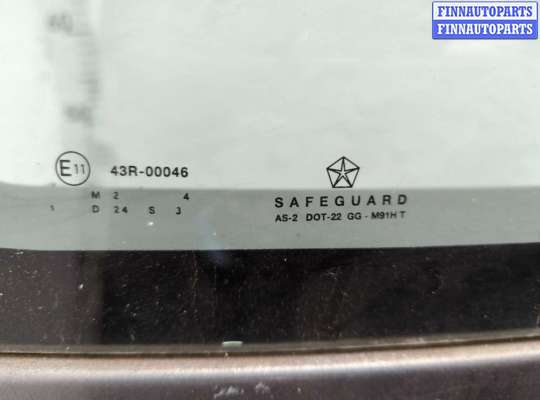 FINNAUTOPARTS
FINNAUTOPARTS
E11 43R-00046
M 2 4
1 D 24 S 3
SAFEGUARD
AS-2 DOT-22 GG - M91H T